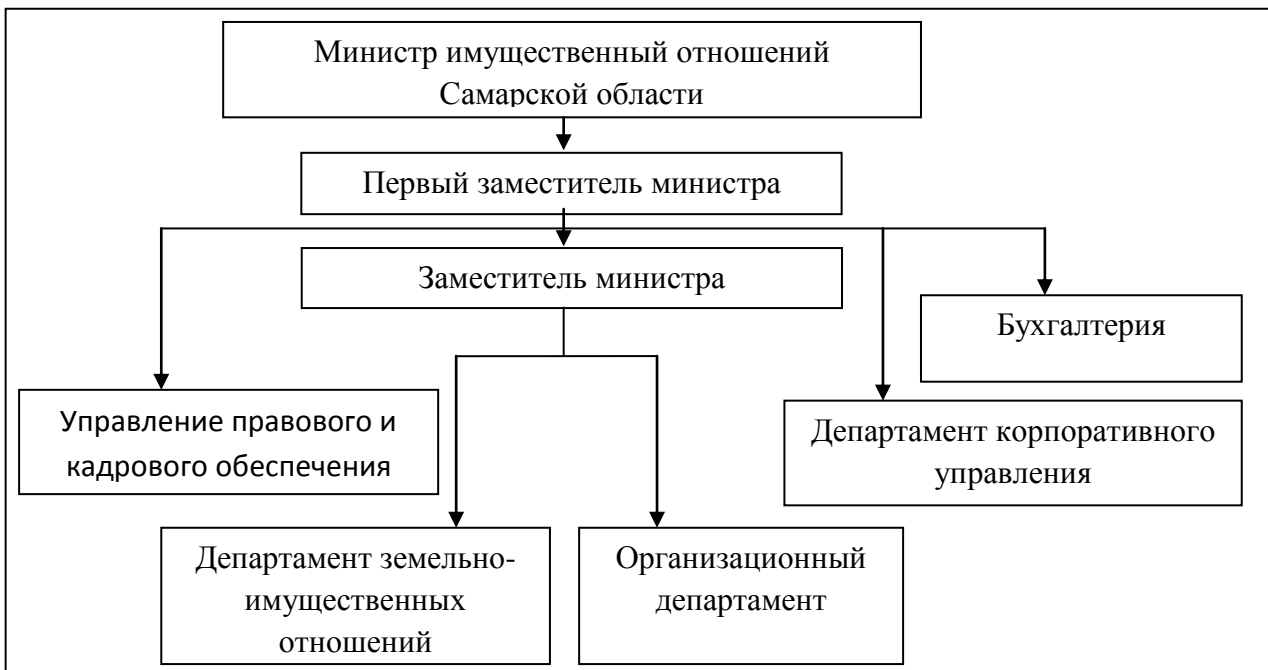 Министр имущественный отношений
Самарской области
Первый заместитель министра
Заместитель министра
Бухгалтерия
Управление правового и
кадрового обеспечения
Департамент корпоративного
управления
Департамент земельно-
имущественных
отношений
Организационный
департамент